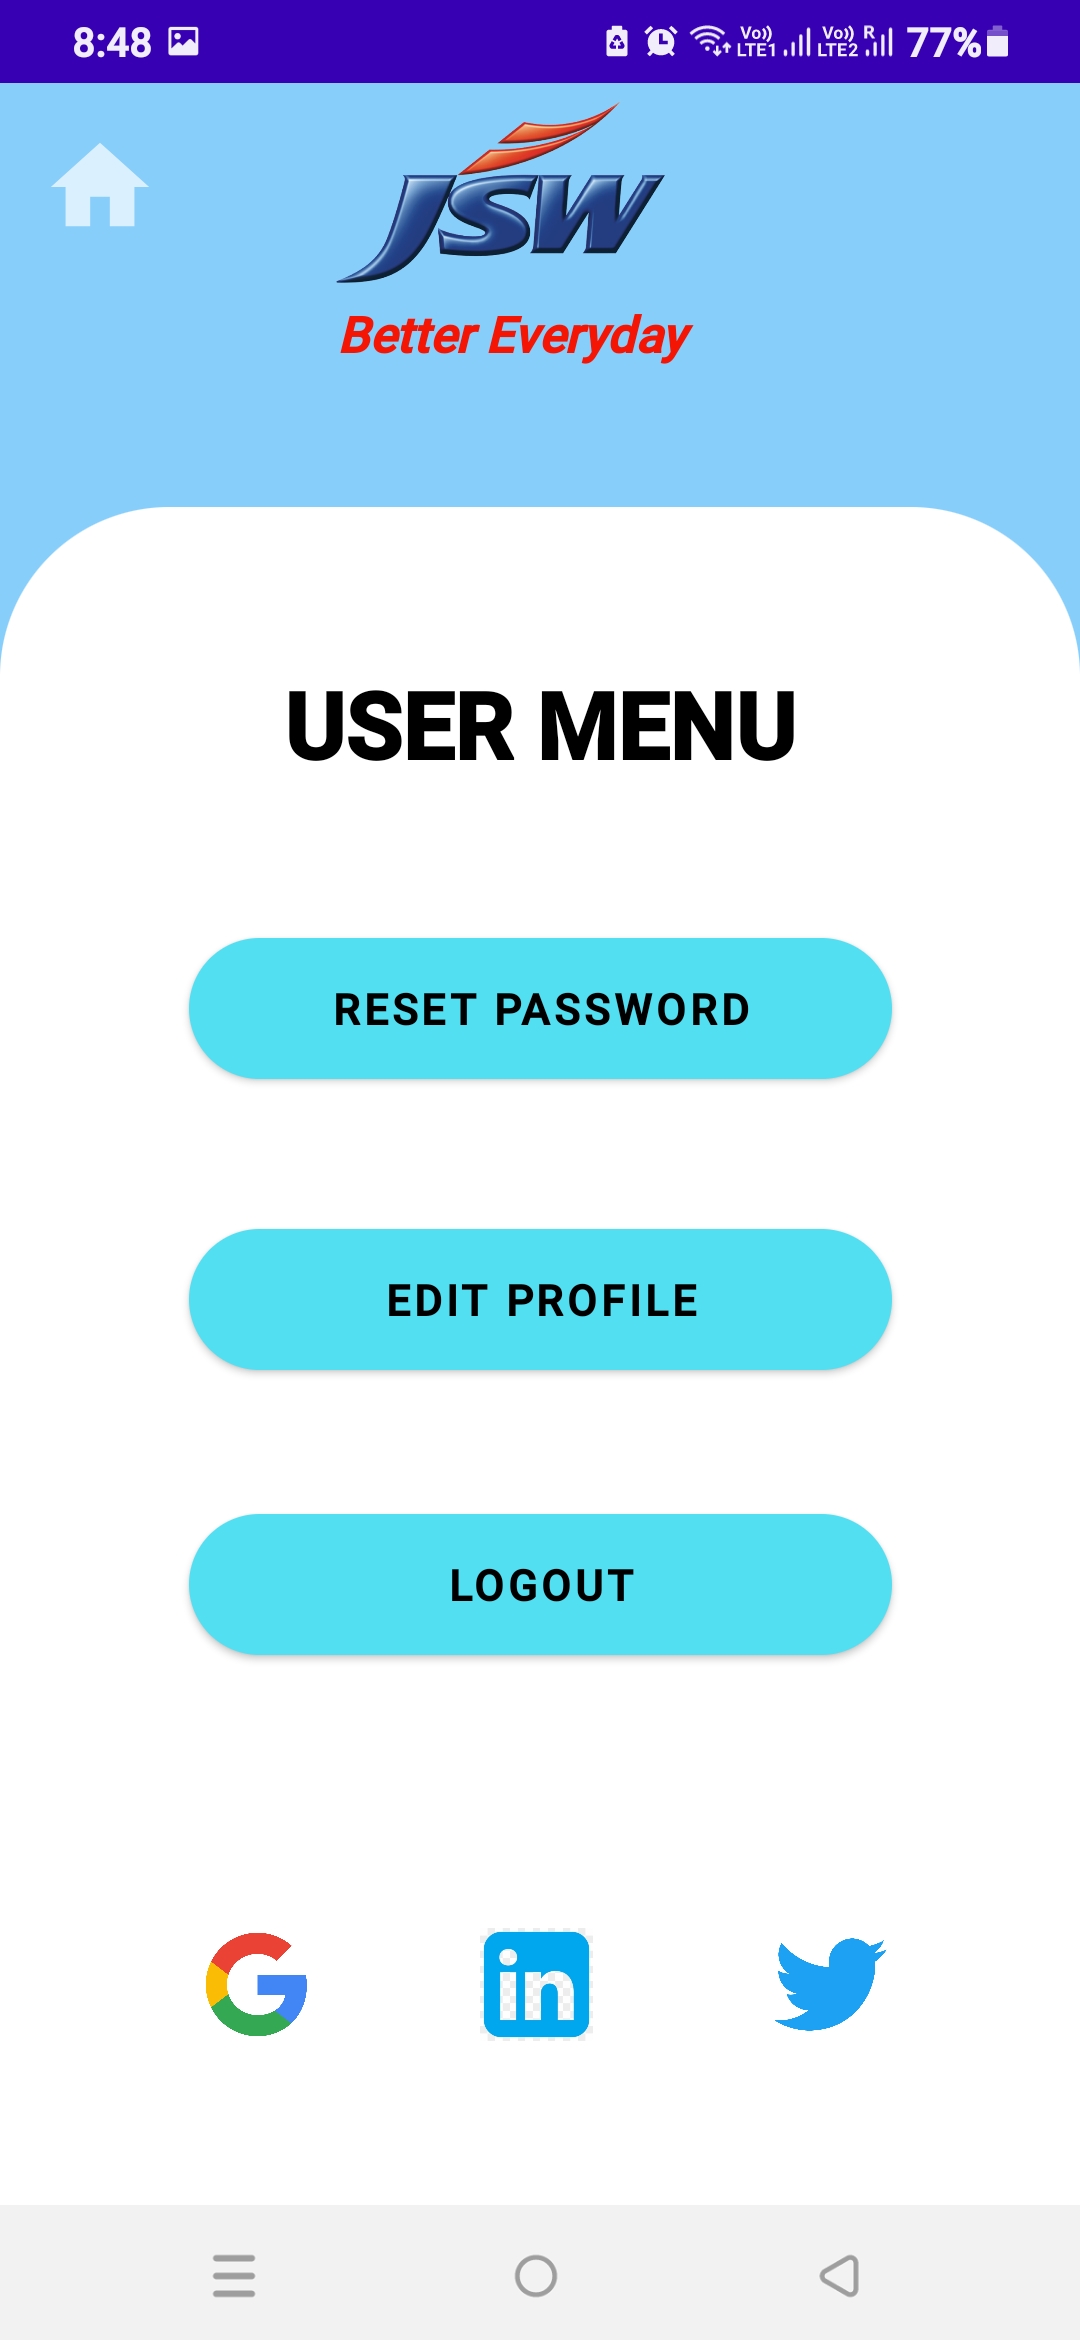 8:48 Vo)) LTE1 Vo)) LTE2 R 77%
JSW
Better Everyday
USER MENU
RESET PASSWORD
EDIT PROFILE
LOGOUT
G in